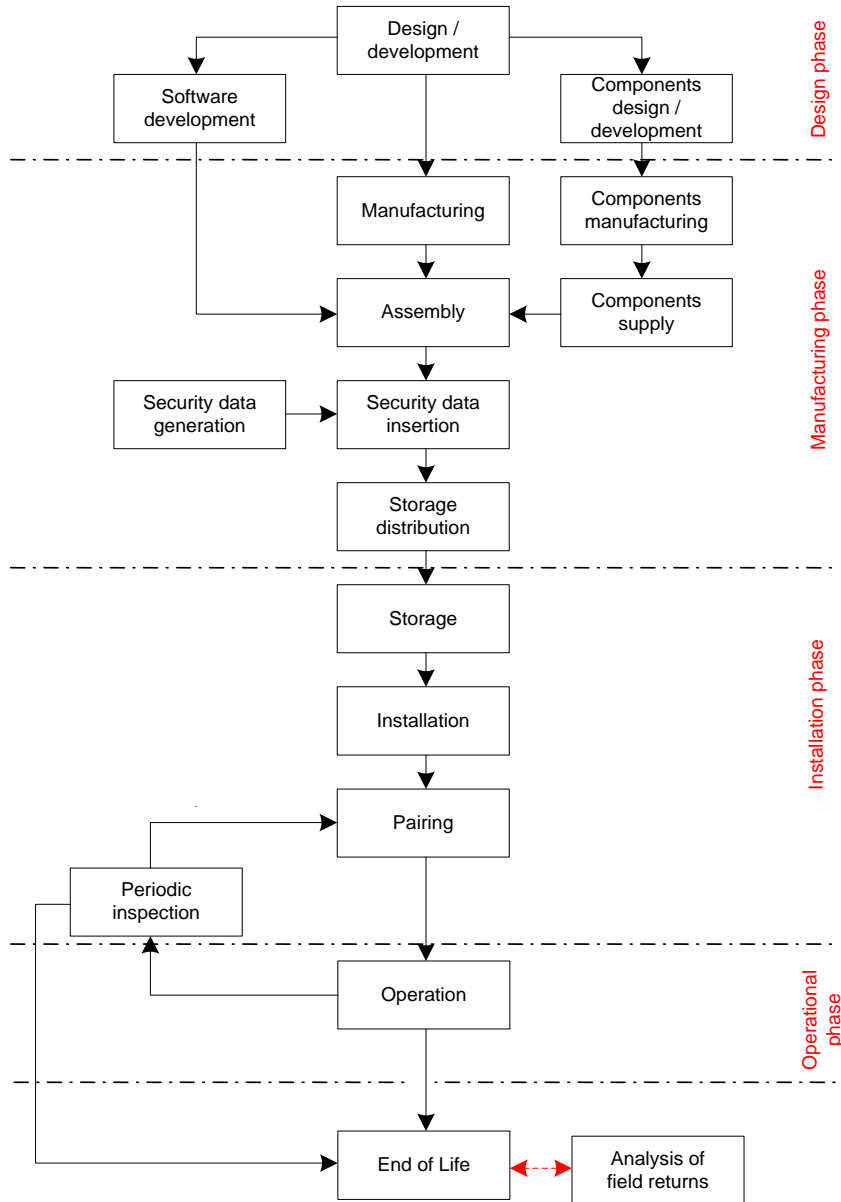 Design /
development
Software
development
Components
design /
development
Design phase
Manufacturing
Components
manufacturing
Assembly
Components
supply
Security data
generation
Security data
insertion
Manufacturing phase
Storage
distribution
Storage
Installation
Installation phase
Pairing
Periodic
inspection
Operation
Operational
phase
End of Life
Analysis of
field returns